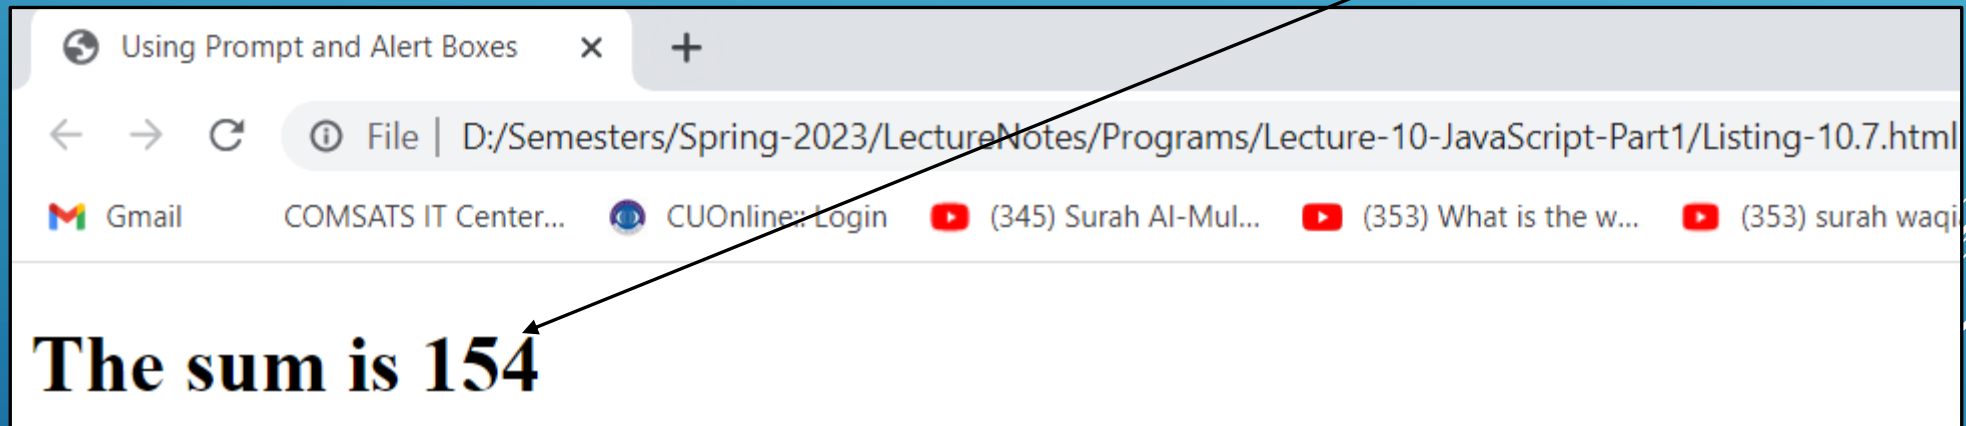 Using Prompt and Alert Boxes
File | D:/Semesters/Spring-2023/LectureNotes/Programs/Lecture-10-JavaScript-Part1/Listing-10.7.html
Gmail COMSATS IT Center... CUOnline:: Login (345) Surah Al-Mul... (353) What is the w... (353) surah waqi
The sum is 154